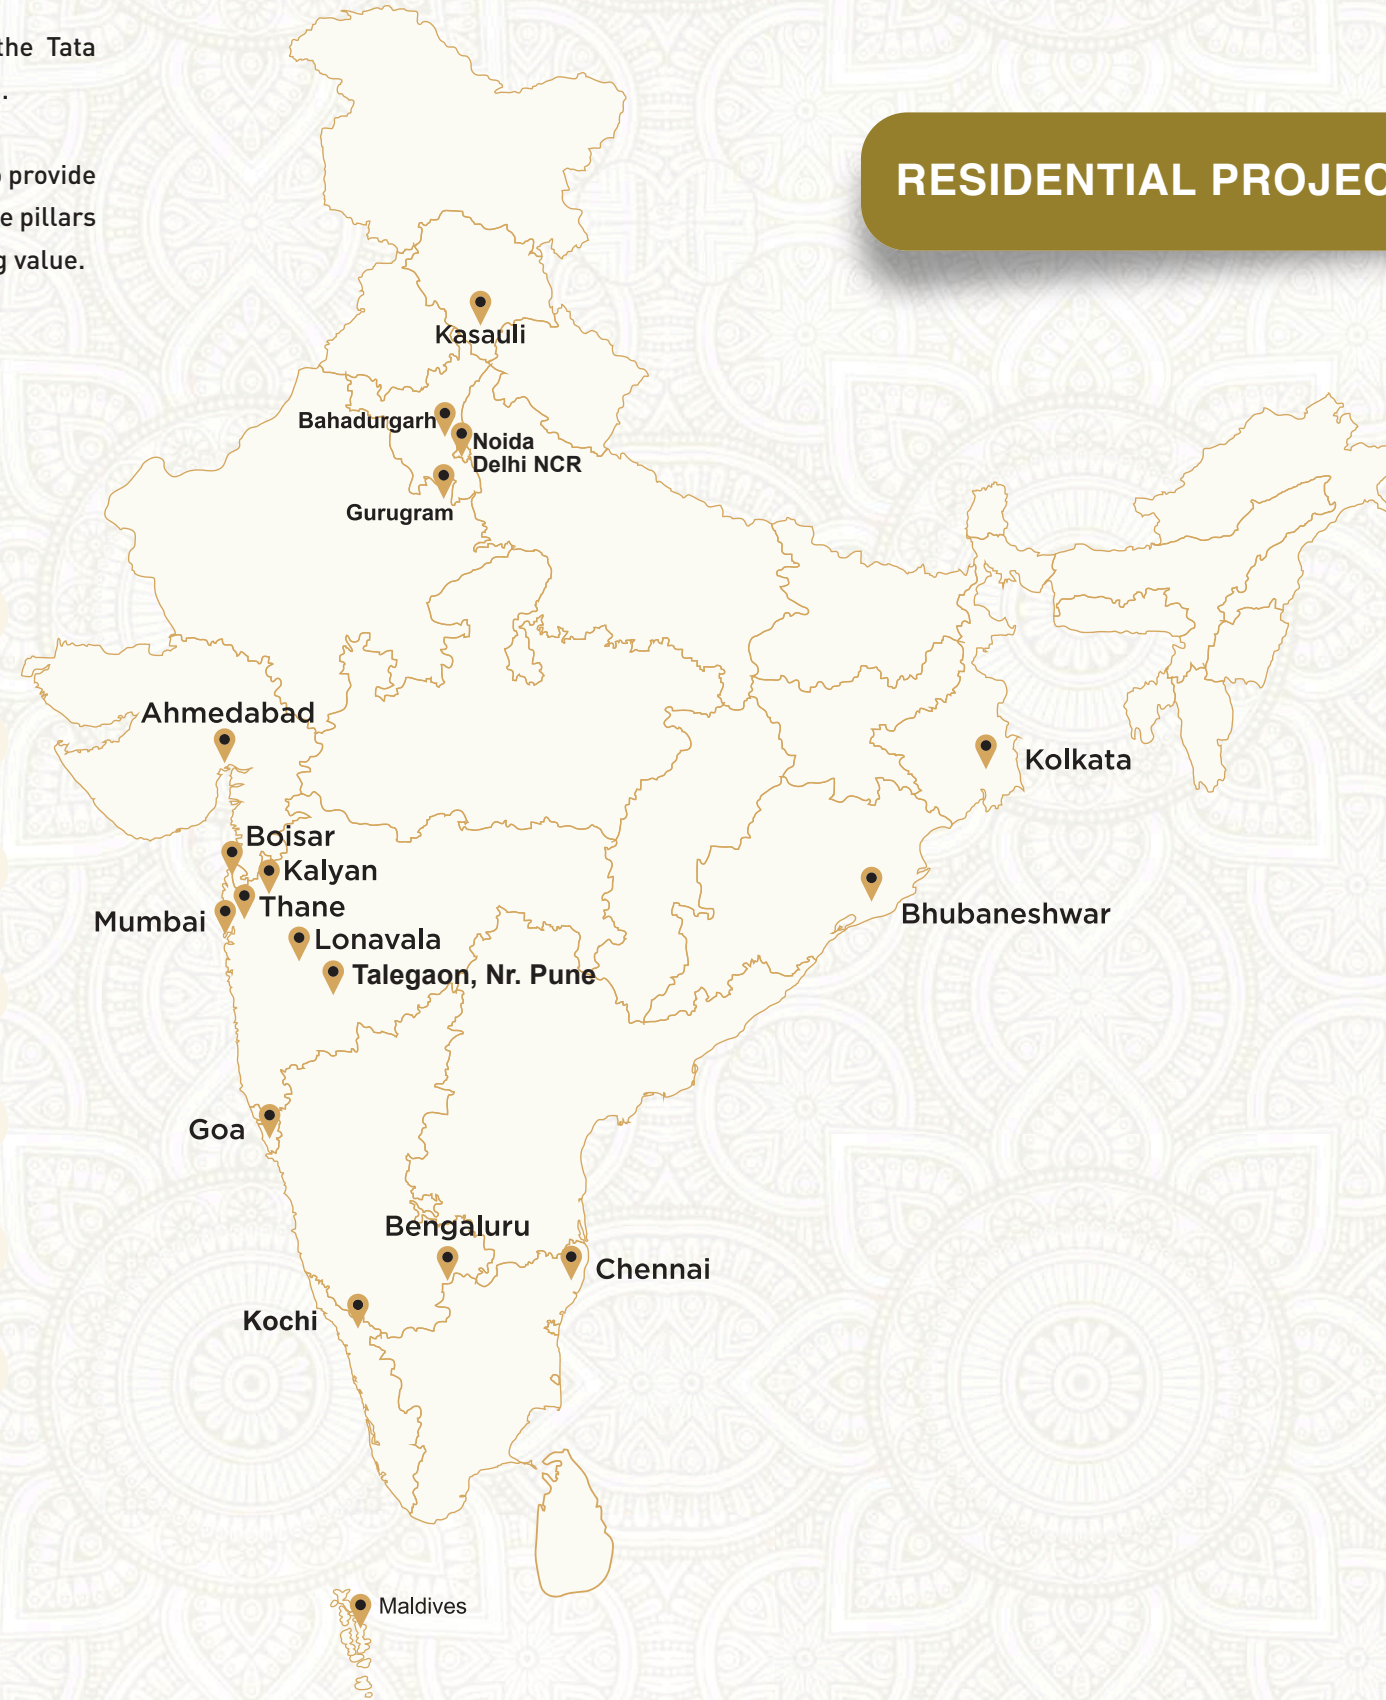 the Tata
.
provide
e pillars
g value.
RESIDENTIAL PROJEC
Kasauli
Bahadurgarh
Noida
Delhi NCR
Gurugram
Ahmedabad
Kolkata
Boisar
Kalyan
Thane
Mumbai
Bhubaneshwar
Lonavala
Talegaon, Nr. Pune
Goa
Bengaluru
Chennai
Kochi
Maldives